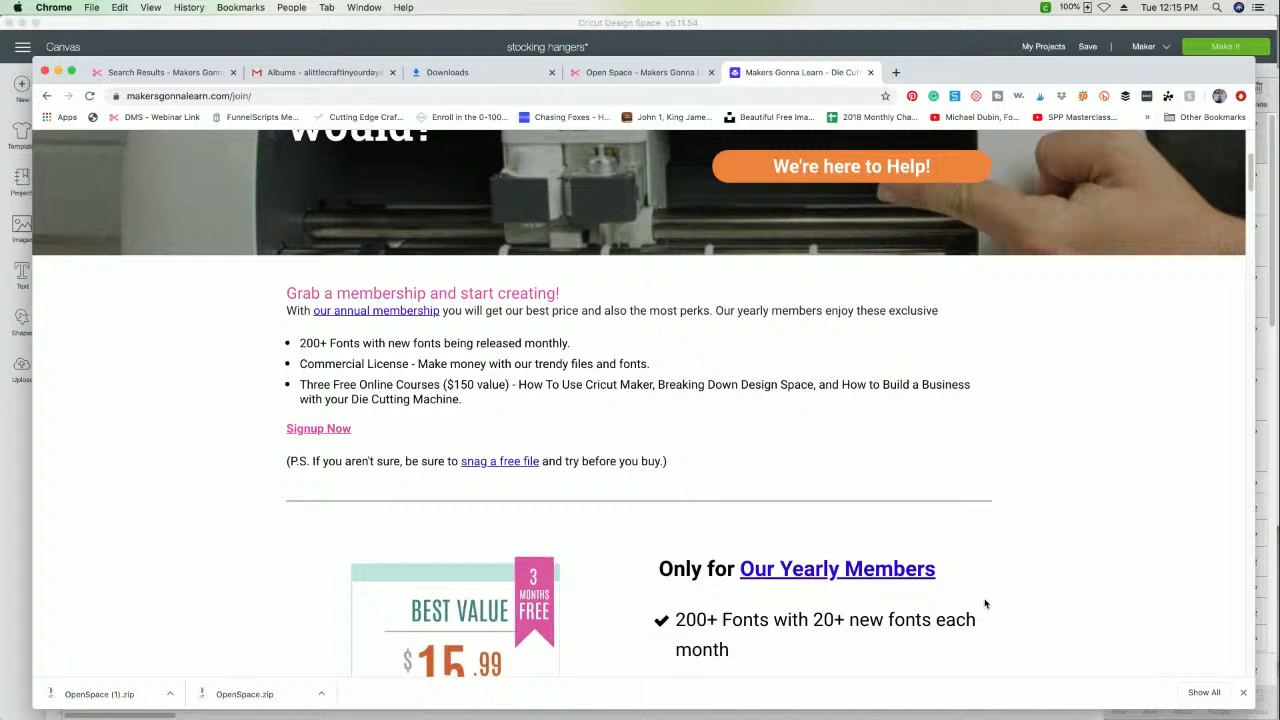 Chrome File Edit View History Bookmarks People Tab Window Help 100% Tue 12:15 PM
Cricut Design Space v5.11.54
Canvas stocking hangers* My Projects Save | Maker Make It
Search Results - Makers Gonn Albums - alittlecraftinyourdays Downloads Open Space - Makers Gonna L Makers Gonna Learn - Die Cut
makersgonnalearn.com/join/
Apps DMS - Webinar Link FunnelScripts Me... Cutting Edge Craf... Enroll in the 0-100... Chasing Foxes - H... John 1, King Jame... Beautiful Free Ima... 2018 Monthly Cha... Michael Dubin, Fo... SPP Masterclass... » Other Bookmarks
New
Template
Project
Images
Text
Shapes
Upload
would?
We're here to Help!
Grab a membership and start creating!
With our annual membership you will get our best price and also the most perks. Our yearly members enjoy these exclusive
200+ Fonts with new fonts being released monthly.
Commercial License - Make money with our trendy files and fonts.
Three Free Online Courses ($150 value) - How To Use Cricut Maker, Breaking Down Design Space, and How to Build a Business
with your Die Cutting Machine.
Signup Now
(P.S. If you aren't sure, be sure to snag a free file and try before you buy.)
3
MONTHS
FREE
BEST VALUE
$15.99
Only for Our Yearly Members
200+ Fonts with 20+ new fonts each
month
OpenSpace (1).zip OpenSpace.zip Show All